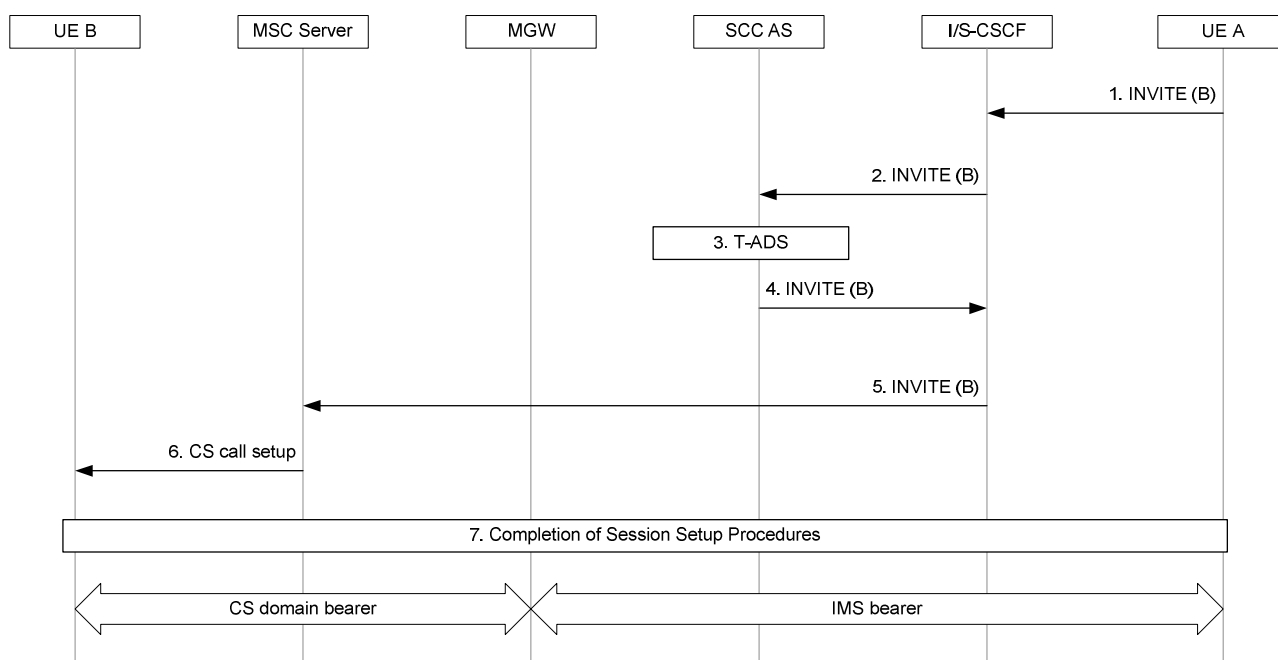 UE B
MSC Server
MGW
SCC AS
I/S-CSCF
UE A
1. INVITE (B)
2. INVITE (B)
3. T-ADS
4. INVITE (B)
5. INVITE (B)
6. CS call setup
7. Completion of Session Setup Procedures
CS domain bearer
IMS bearer